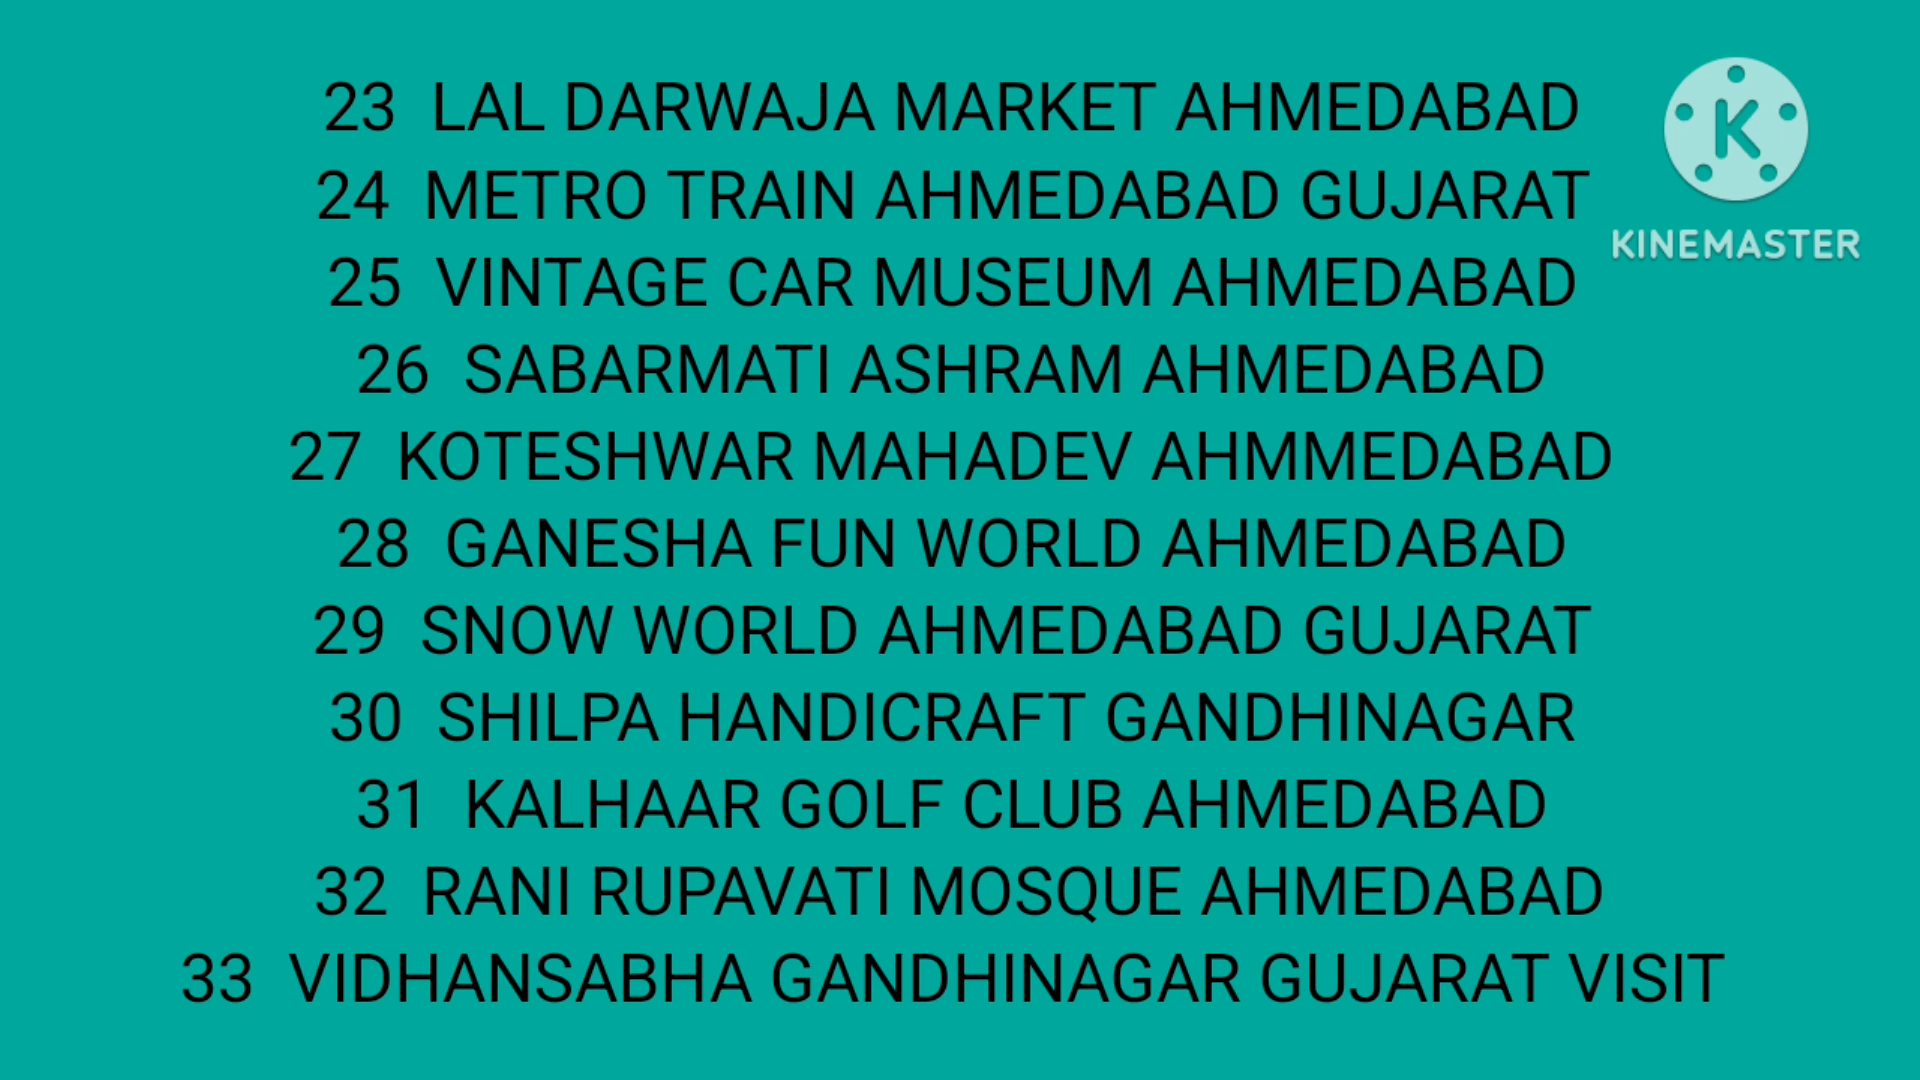 23 LAL DARWAJA MARKET AHMEDABAD
24 METRO TRAIN AHMEDABAD GUJARAT
25 VINTAGE CAR MUSEUM AHMEDABAD
26 SABARMATI ASHRAM AHMEDABAD
27 KOTESHWAR MAHADEV AHMMEDABAD
28 GANESHA FUN WORLD AHMEDABAD
29 SNOW WORLD AHMEDABAD GUJARAT
30 SHILPA HANDICRAFT GANDHINAGAR
31 KALHAAR GOLF CLUB AHMEDABAD
32 RANI RUPAVATI MOSQUE AHMEDABAD
33 VIDHANSABHA GANDHINAGAR GUJARAT VISIT
K
KINEMASTER